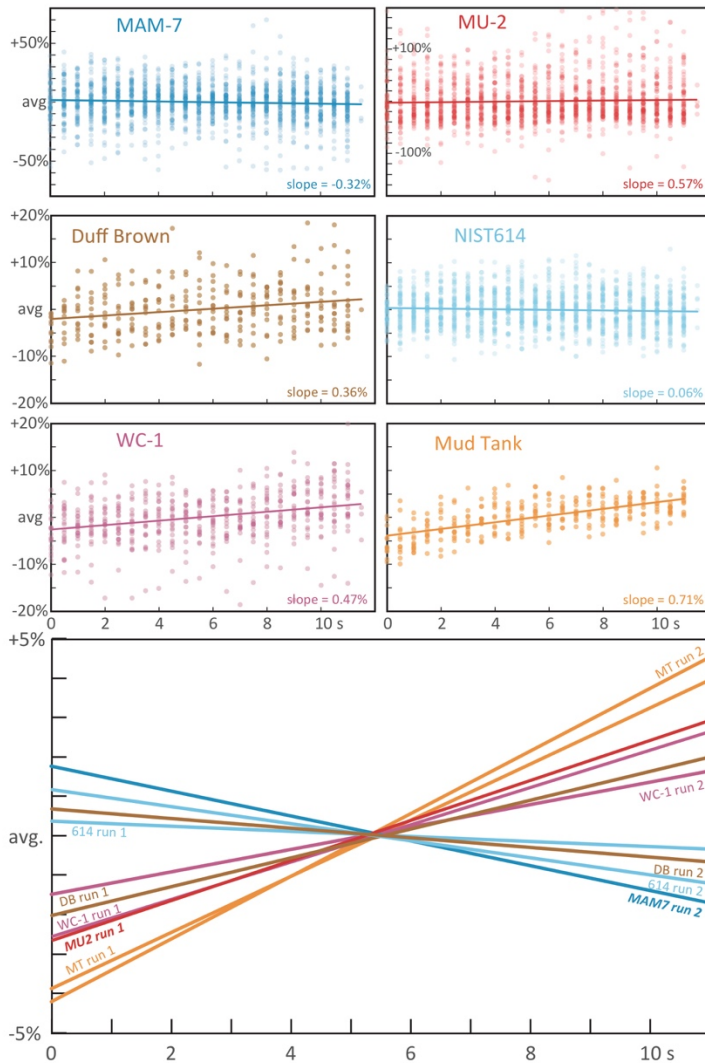 MAM-7
MU-2
+50%
avg
-50%
+100%
-100%
slope = -0.32%
slope = 0.57%
+20%
+10%
avg
-10%
-20%
Duff Brown
NIST614
slope = 0.36%
slope = 0.06%
+20%
+10%
avg
-10%
-20%
WC-1
Mud Tank
slope = 0.47%
slope = 0.71%
0 2 4 6 8 10 s
0 2 4 6 8 10 s
+5%
avg.
-5%
MT run 2
WC-1 run 2
614 run 1
DB run 2
614 run 2
MAM7 run 2
DB run 1
WC-1 run 1
MU2 run 1
MT run 1
0 2 4 6 8 10 s